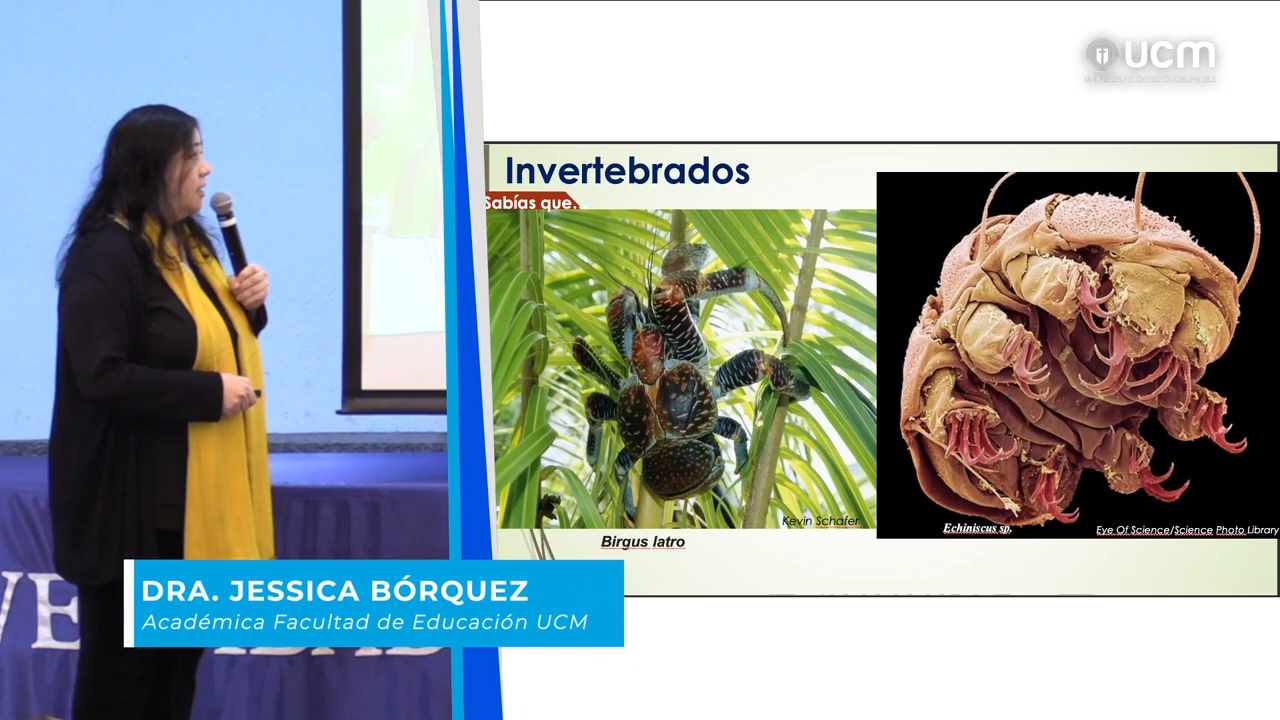 ucm
Invertebrados
Sabías que..
Kevin Schafer
Birgus latro
Echiniscus sp.
Eye Of Science/Science Photo Library
DRA. JESSICA BÓRQUEZ
Académica Facultad de Educación UCM